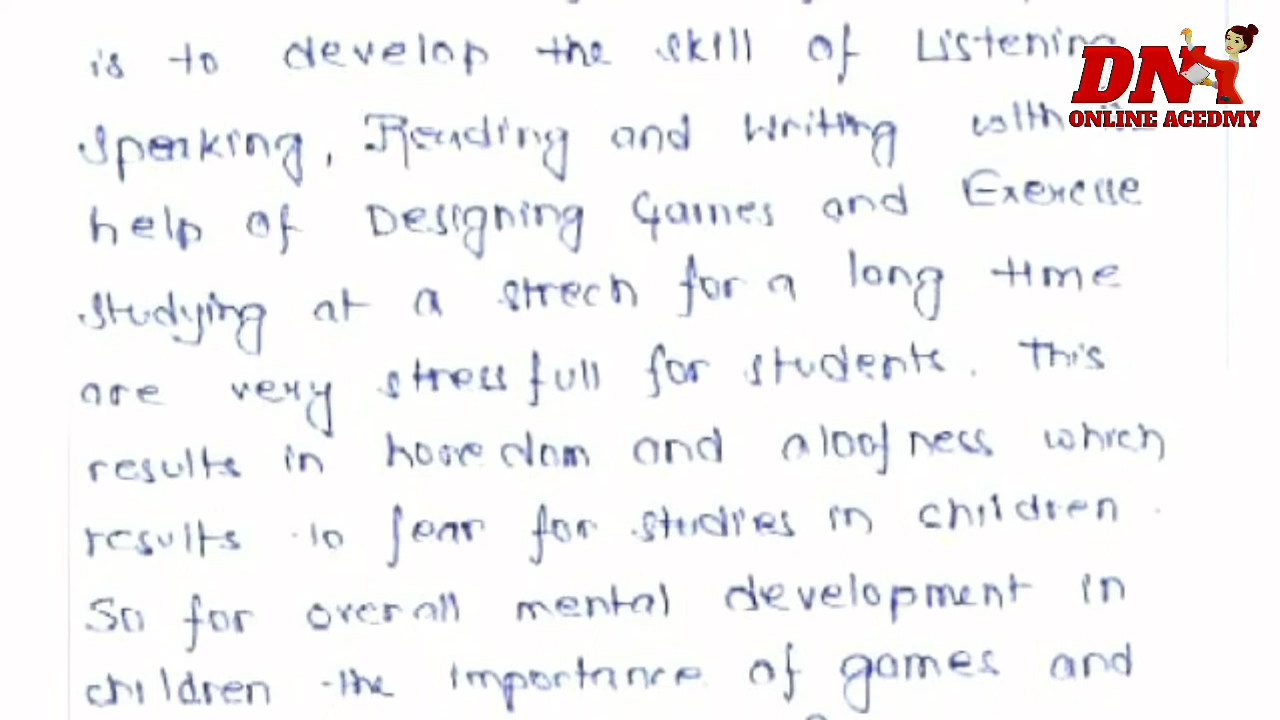 is to develop the skill of Listening
DNY
ONLINE ACEDMY
Speaking, Reading and Writing with
help of Designing Games and Exercise
studying at a strech for a long time
are very stressfull for students. This
results in boredom and aloofness which
results in fear for studies in children.
So for overall mental development in
children the importance of games and